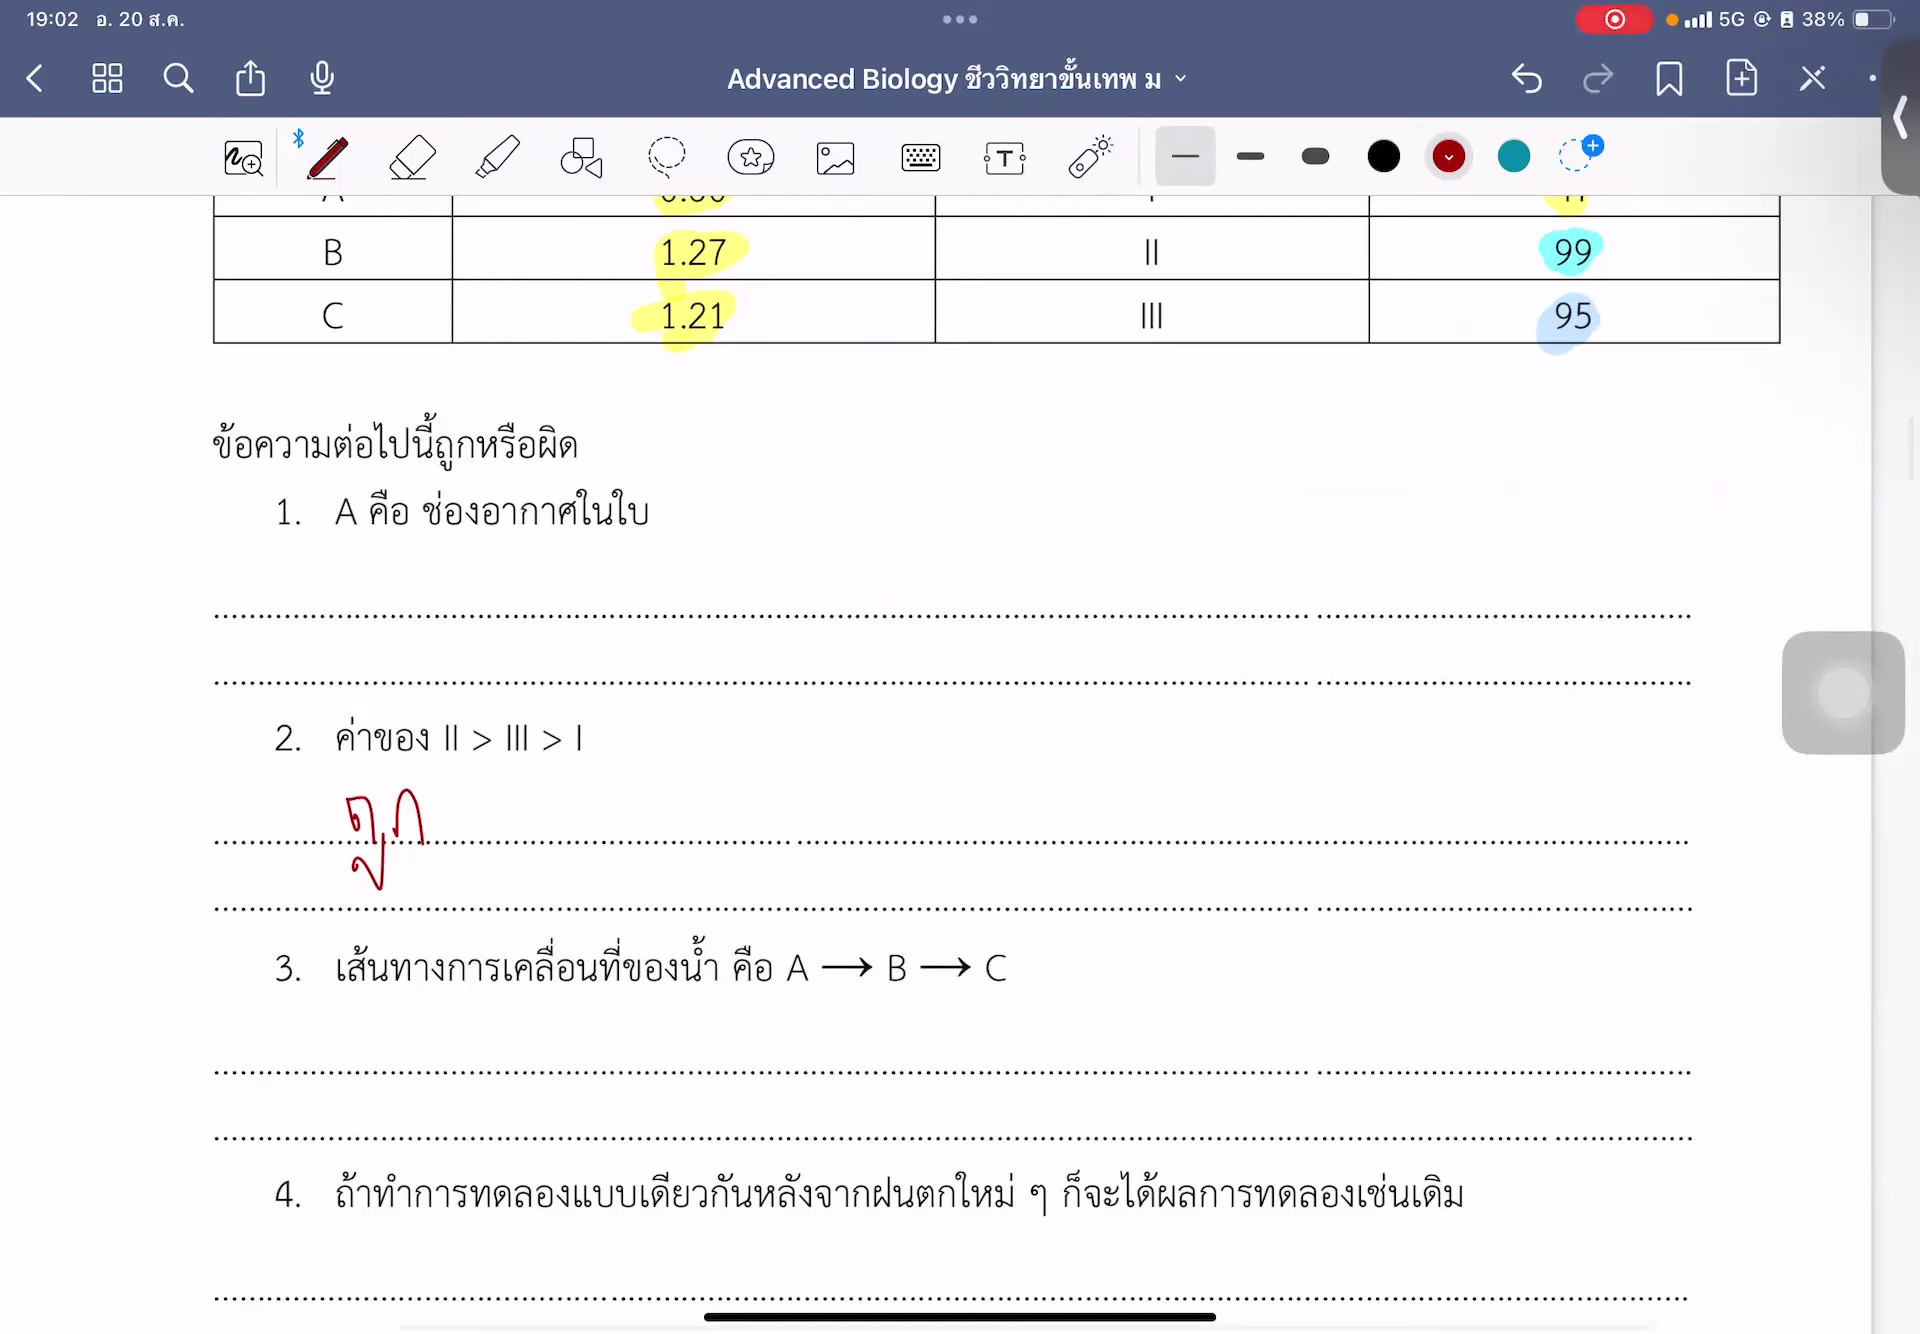 19:02 อ. 20 ส.ค. 5G 38%
Advanced Biology ชีววิทยาขั้นเทพ ม
B 1.27 II 99
C 1.21 III 95
ข้อความต่อไปนี้ถูกหรือผิด
1. A คือ ช่องอากาศในใบ
2. ค่าของ II > III > I
ถูก
3. เส้นทางการเคลื่อนที่ของน้ำ คือ A → B → C
4. ถ้าทำการทดลองแบบเดียวกันหลังจากฝนตกใหม่ ๆ ก็จะได้ผลการทดลองเช่นเดิม